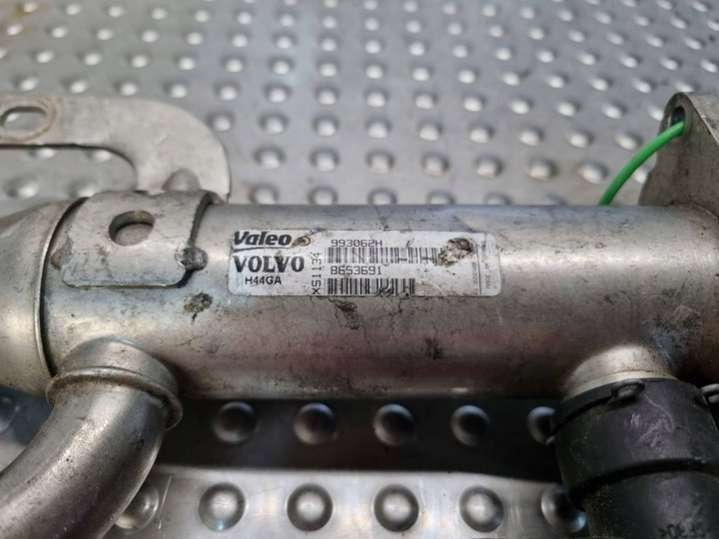 Valeo
993062H
VOLVO
8653691
H44GA
XS1134